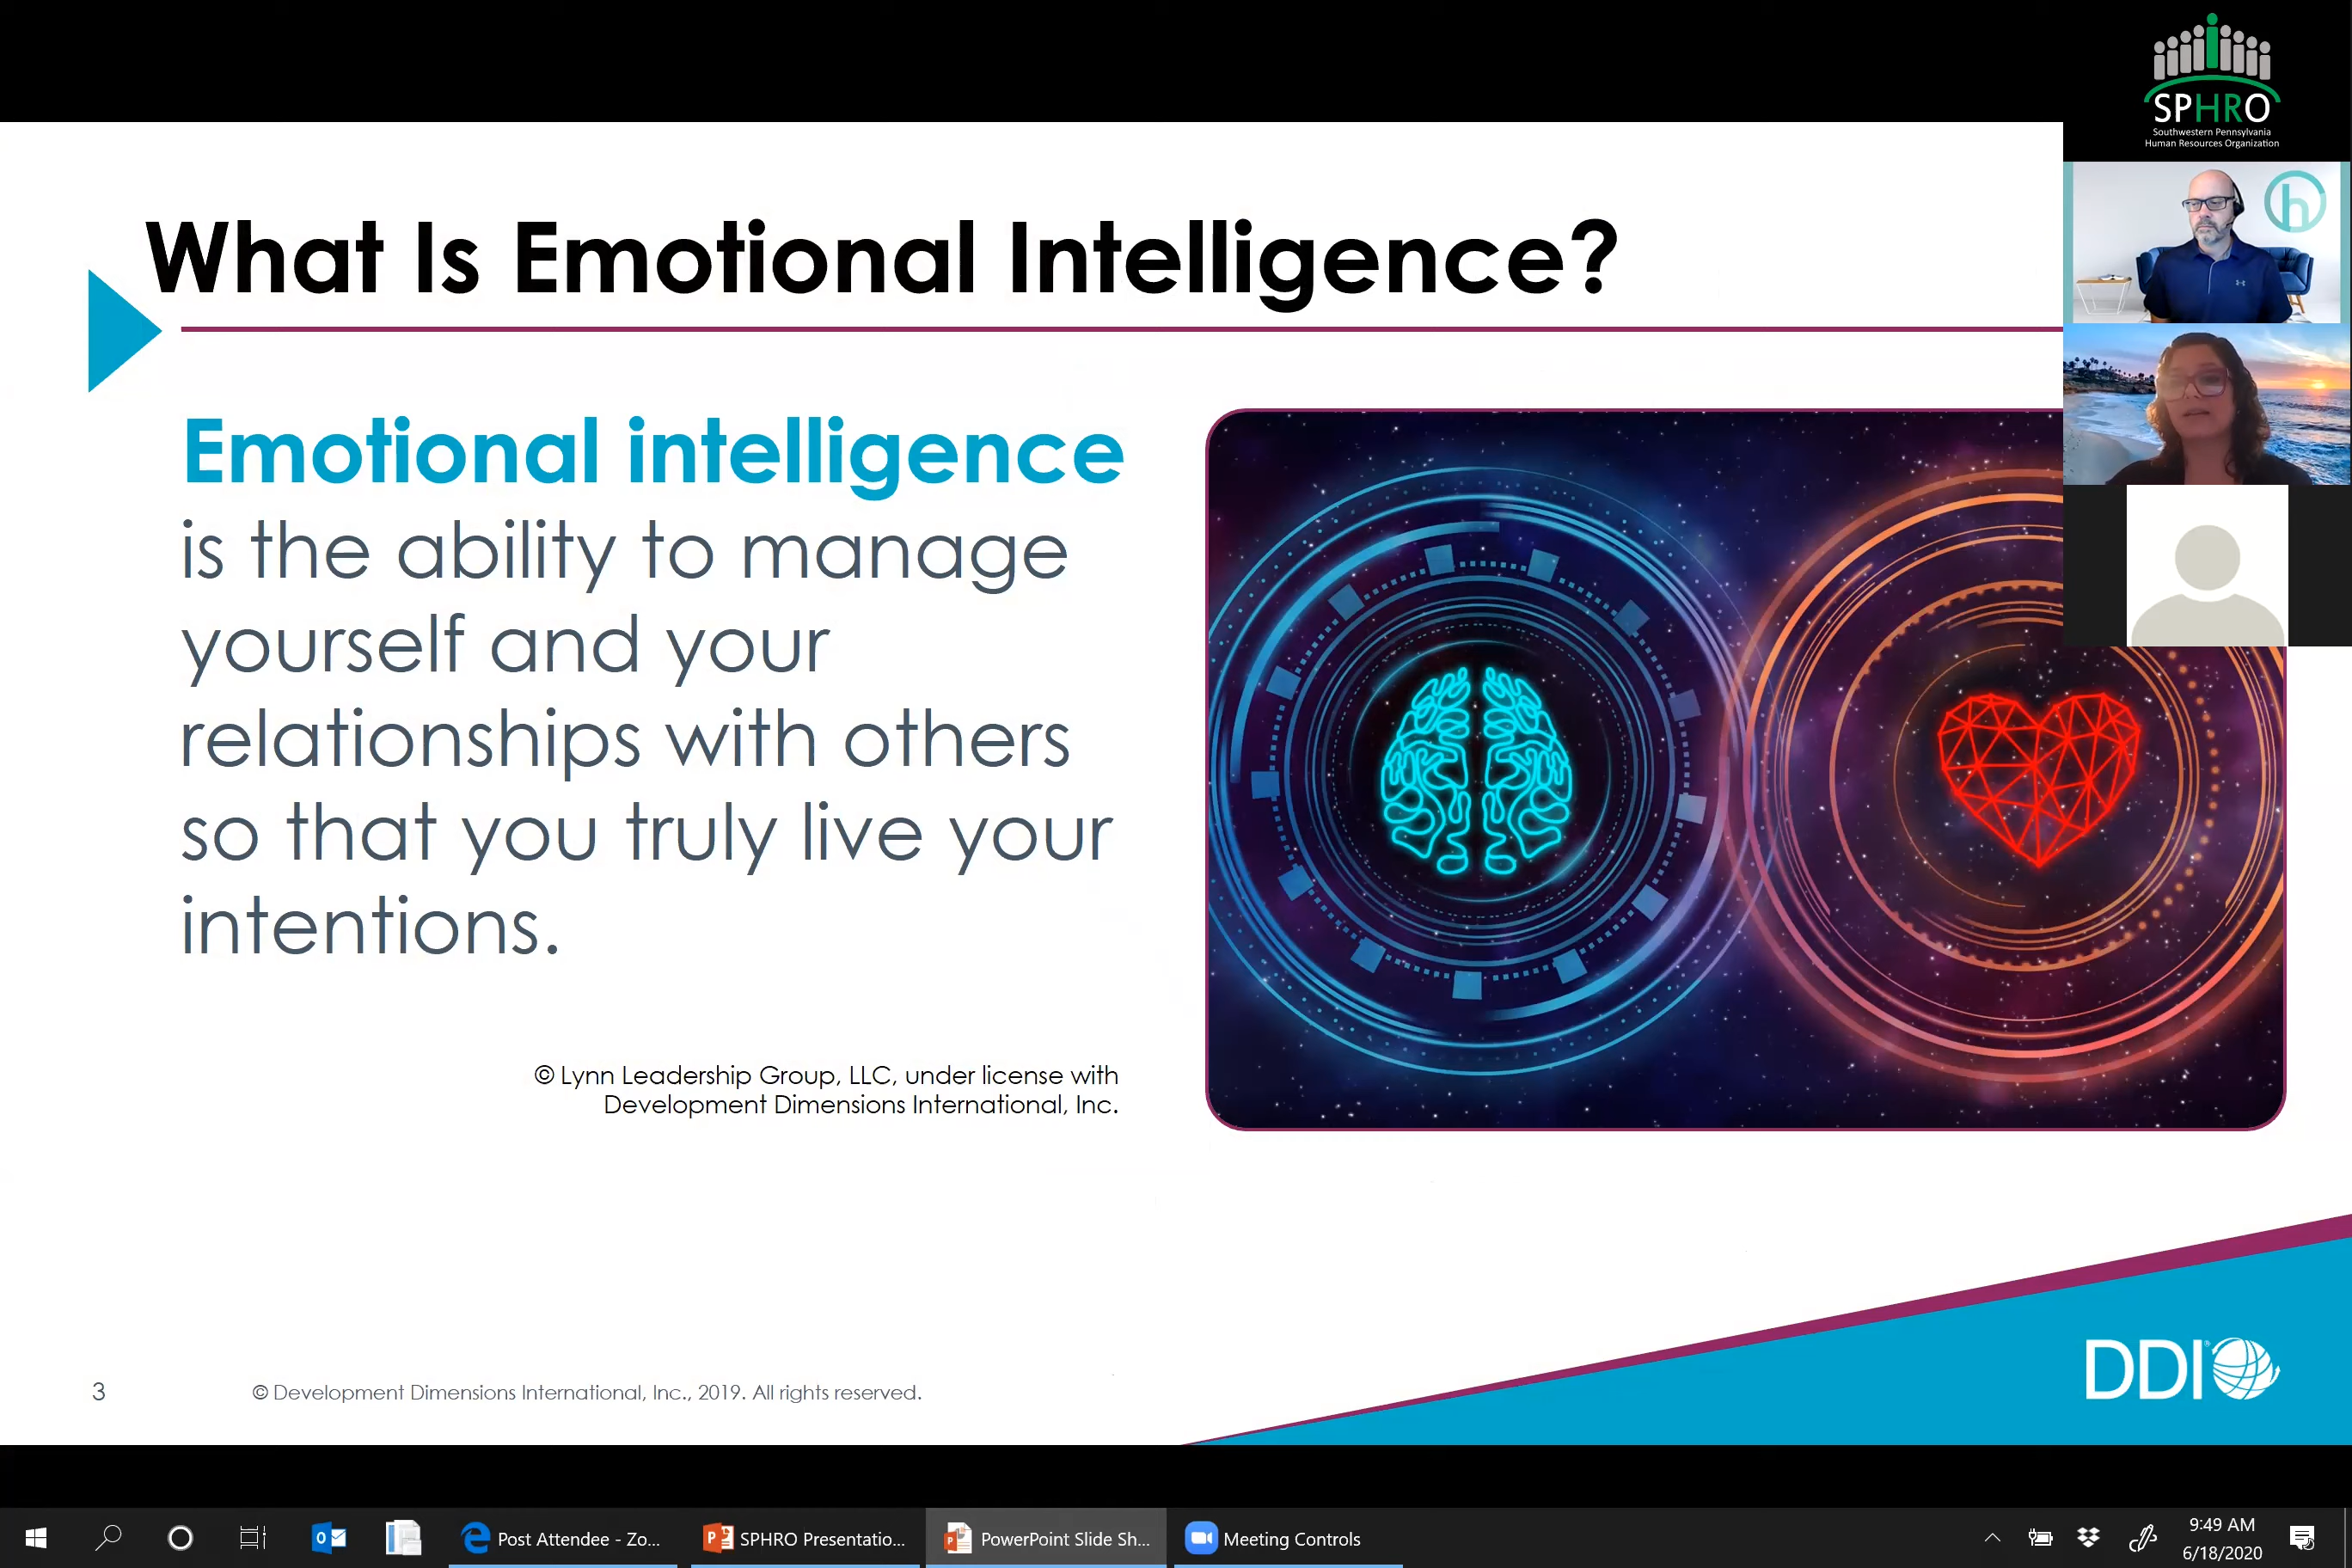 SPHRO
Southwestern Pennsylvania
Human Resources Organization
h
What Is Emotional Intelligence?
Emotional intelligence
is the ability to manage
yourself and your
relationships with others
so that you truly live your
intentions.
© Lynn Leadership Group, LLC, under license with
Development Dimensions International, Inc.
3
© Development Dimensions International, Inc., 2019. All rights reserved.
DDI®
Post Attendee - Zo...
SPHRO Presentatio...
PowerPoint Slide Sh...
Meeting Controls
9:49 AM
6/18/2020